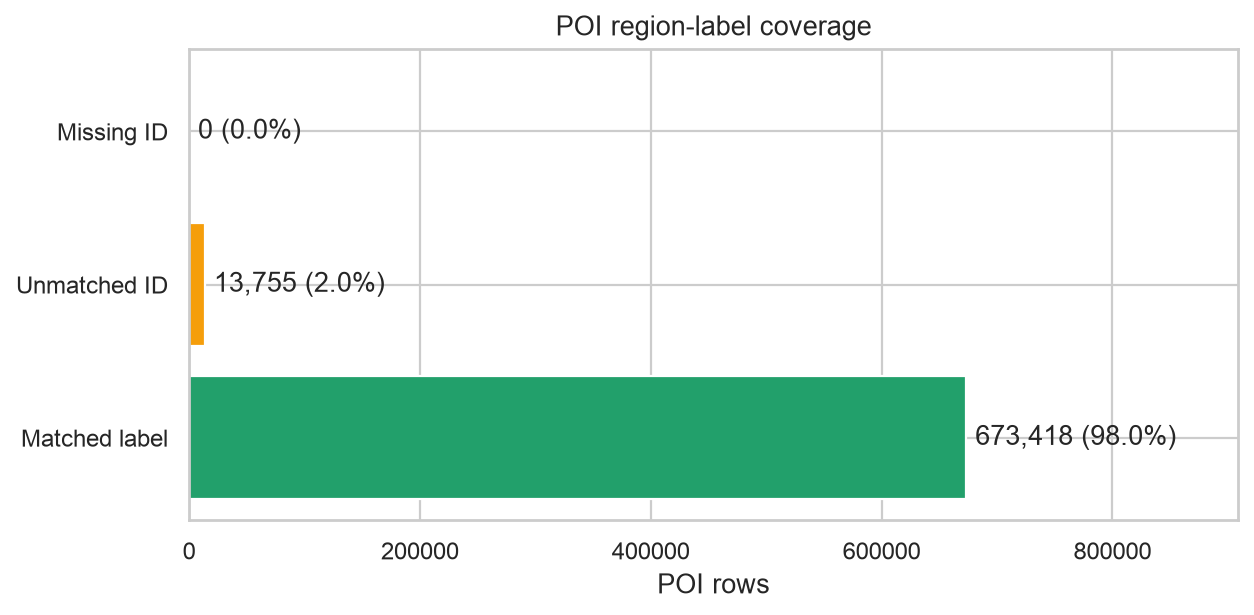 POI region-label coverage
Missing ID
0 (0.0%)
Unmatched ID
13,755 (2.0%)
Matched label
673,418 (98.0%)
0
200000
400000
600000
800000
POI rows